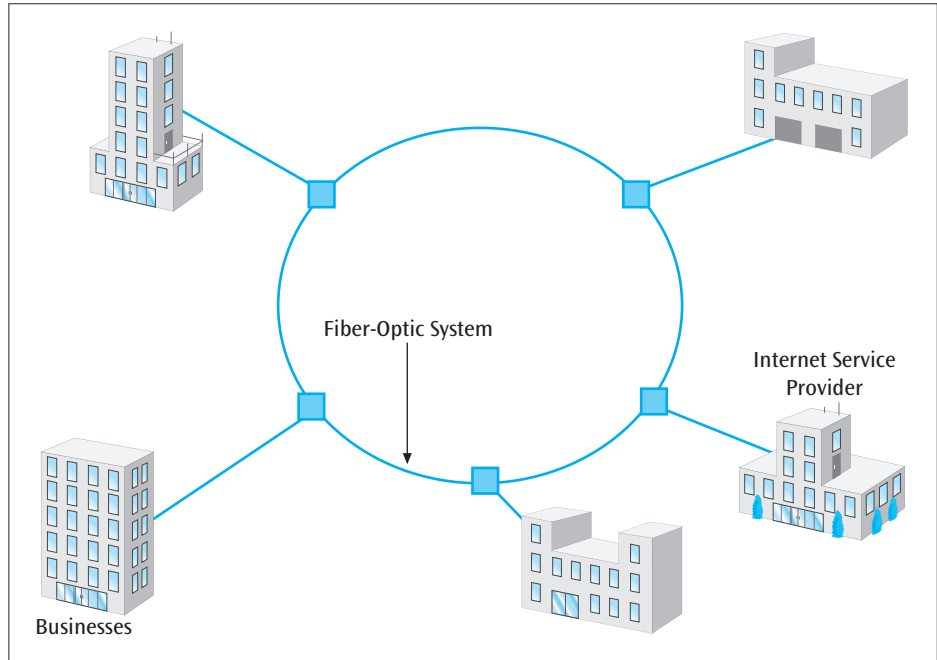 Fiber-Optic System
Internet Service
Provider
Businesses